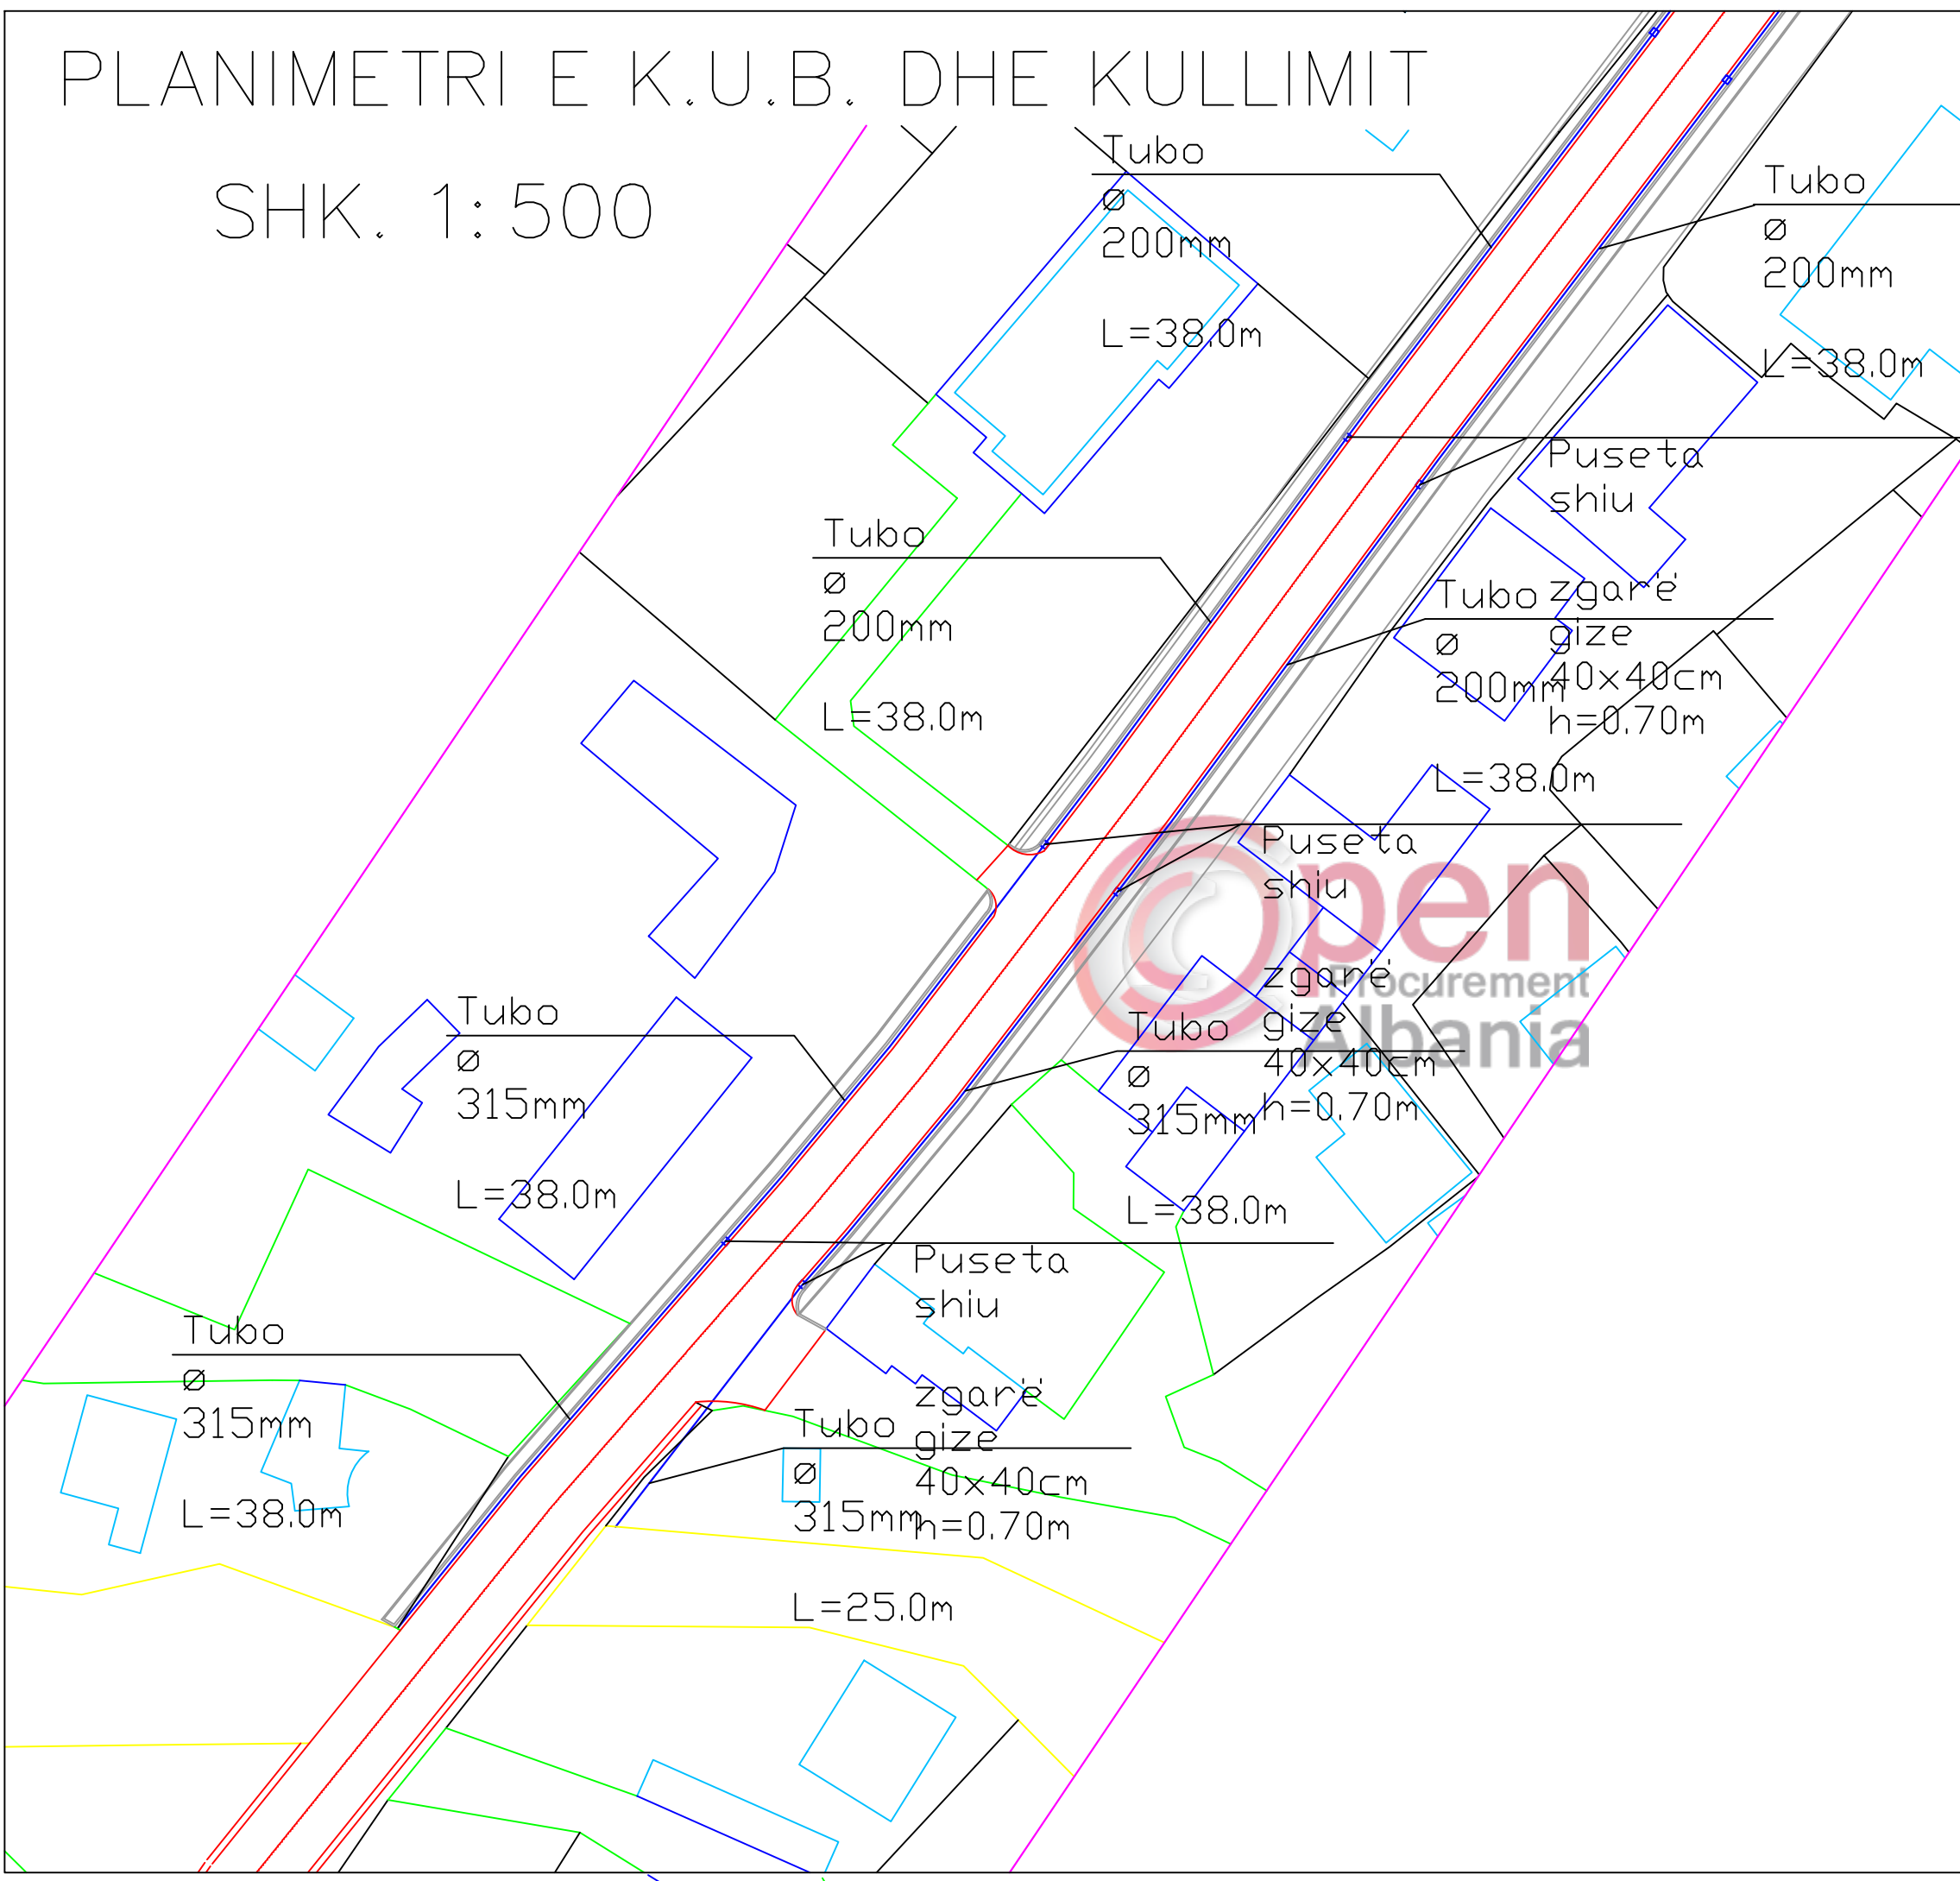 PLANIMETRI E K.U.B. DHE KULLIMIT
SHK. 1:500
Tubo
Ø
200mm
L=38.0m
Tubo
Ø
200mm
L=38.0m
Puseta
shiu
zgarë
gize
40x40cm
h=0.70m
Tubo
Ø
200mm
L=38.0m
Tubo
Ø
200mm
L=38.0m
Puseta
shiu
zgarë
gize
40x40cm
h=0.70m
Open
Procurement
Albania
Tubo
Ø
315mm
L=38.0m
Tubo
Ø
315mm
L=38.0m
Puseta
shiu
zgarë
gize
40x40cm
h=0.70m
Tubo
Ø
315mm
L=38.0m
Tubo
Ø
315mm
L=25.0m